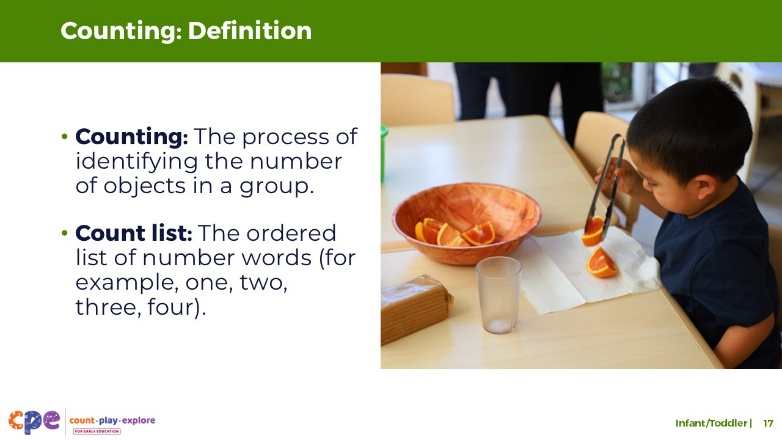 Counting: Definition
• Counting: The process of
identifying the number
of objects in a group.
• Count list: The ordered
list of number words (for
example, one, two,
three, four).
cpe
count·play·explore
FOR EARLY EDUCATION
Infant/Toddler | 17